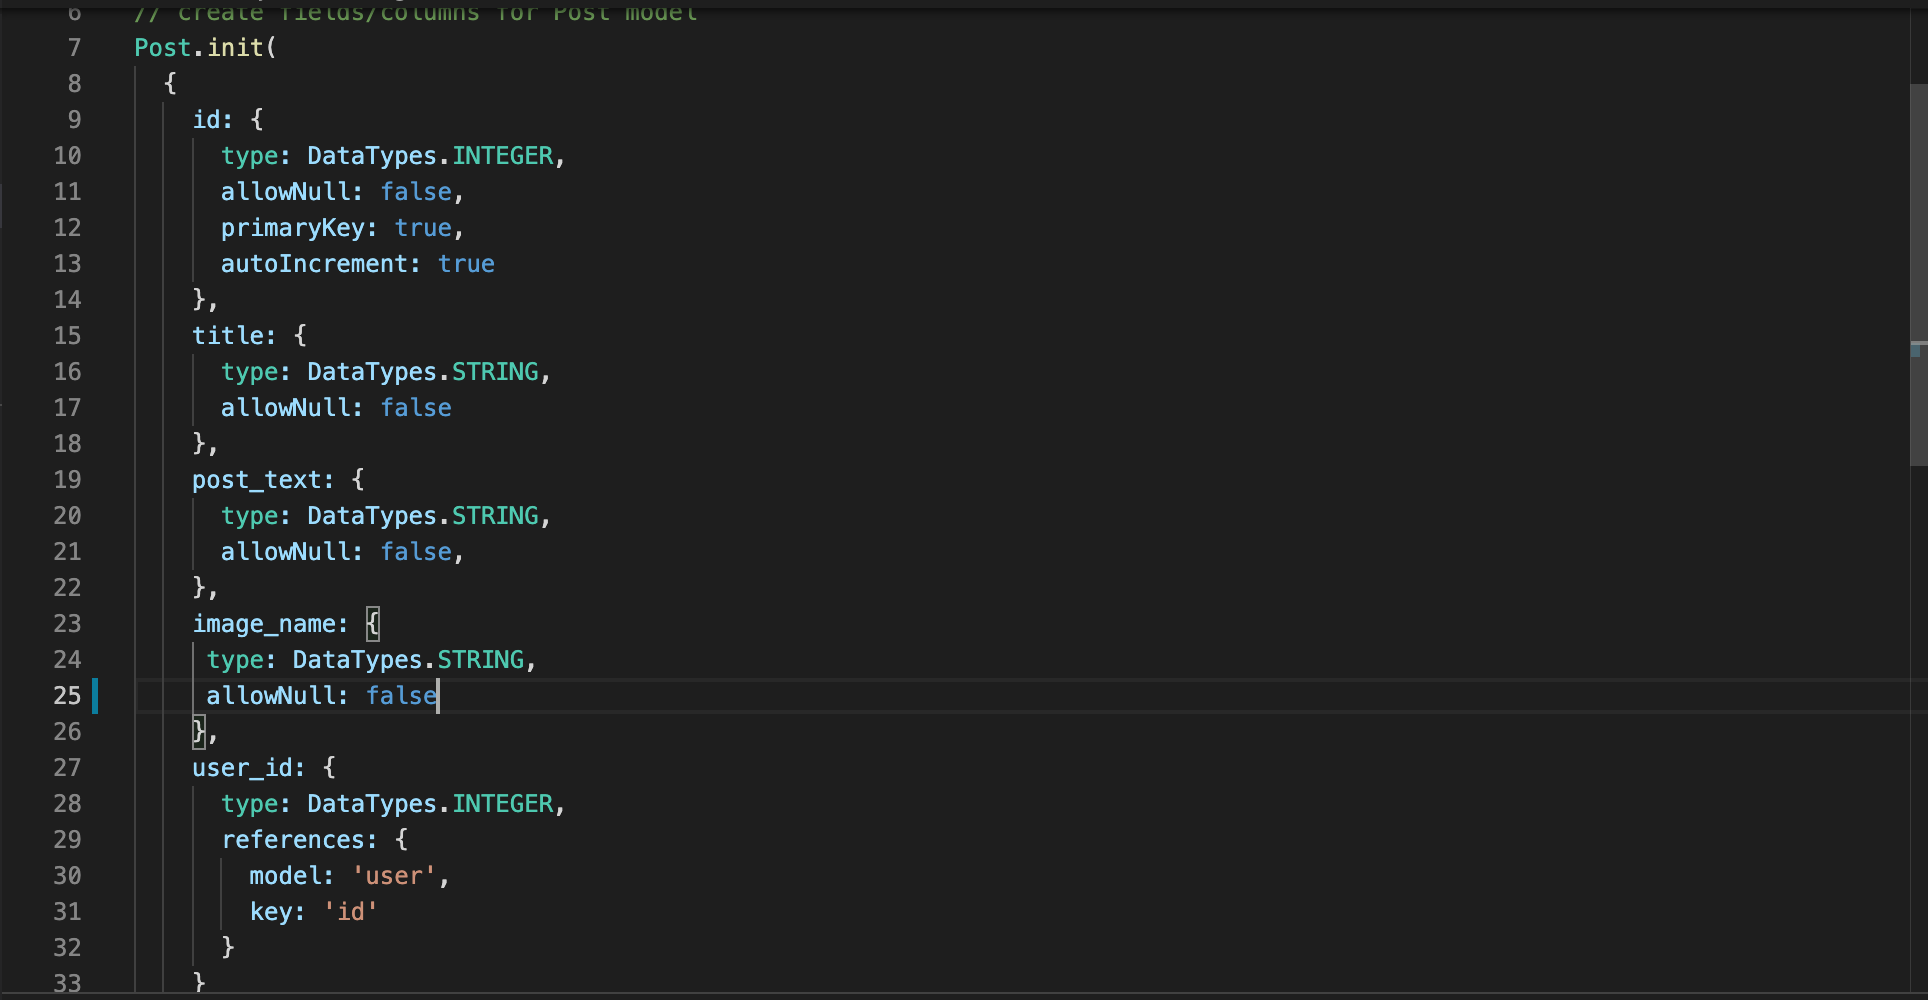 6 // create fields/columns for Post model
7 Post.init(
8 {
9 id: {
10 type: DataTypes.INTEGER,
11 allowNull: false,
12 primaryKey: true,
13 autoIncrement: true
14 },
15 title: {
16 type: DataTypes.STRING,
17 allowNull: false
18 },
19 post_text: {
20 type: DataTypes.STRING,
21 allowNull: false,
22 },
23 image_name: {
24 type: DataTypes.STRING,
25 allowNull: false
26 },
27 user_id: {
28 type: DataTypes.INTEGER,
29 references: {
30 model: 'user',
31 key: 'id'
32 }
33 }